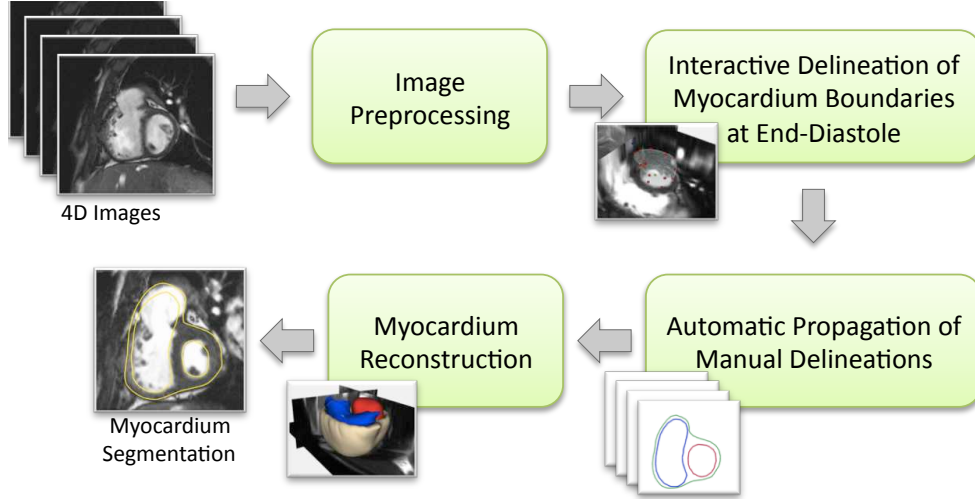 4D Images
Image
Preprocessing
Interactive Delineation of
Myocardium Boundaries
at End-Diastole
Automatic Propagation of
Manual Delineations
Myocardium
Reconstruction
Myocardium
Segmentation